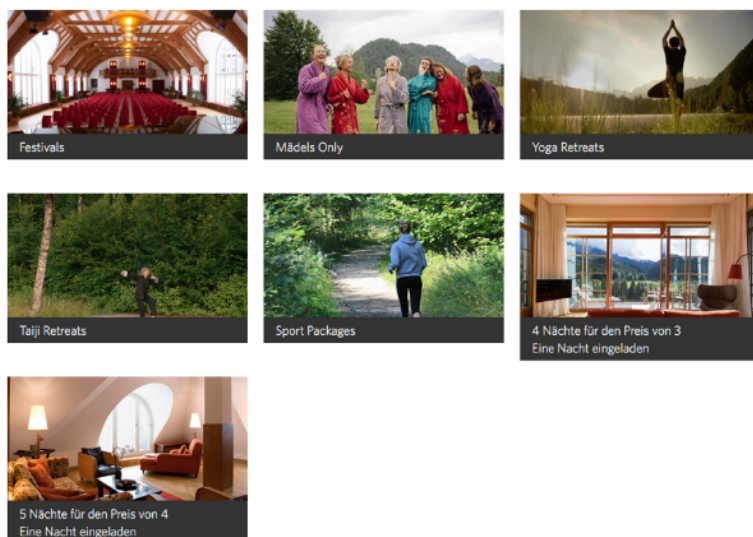 Festivals
Mädels Only
Yoga Retreats
Taiji Retreats
Sport Packages
4 Nächte für den Preis von 3
Eine Nacht eingeladen
5 Nächte für den Preis von 4
Eine Nacht eingeladen